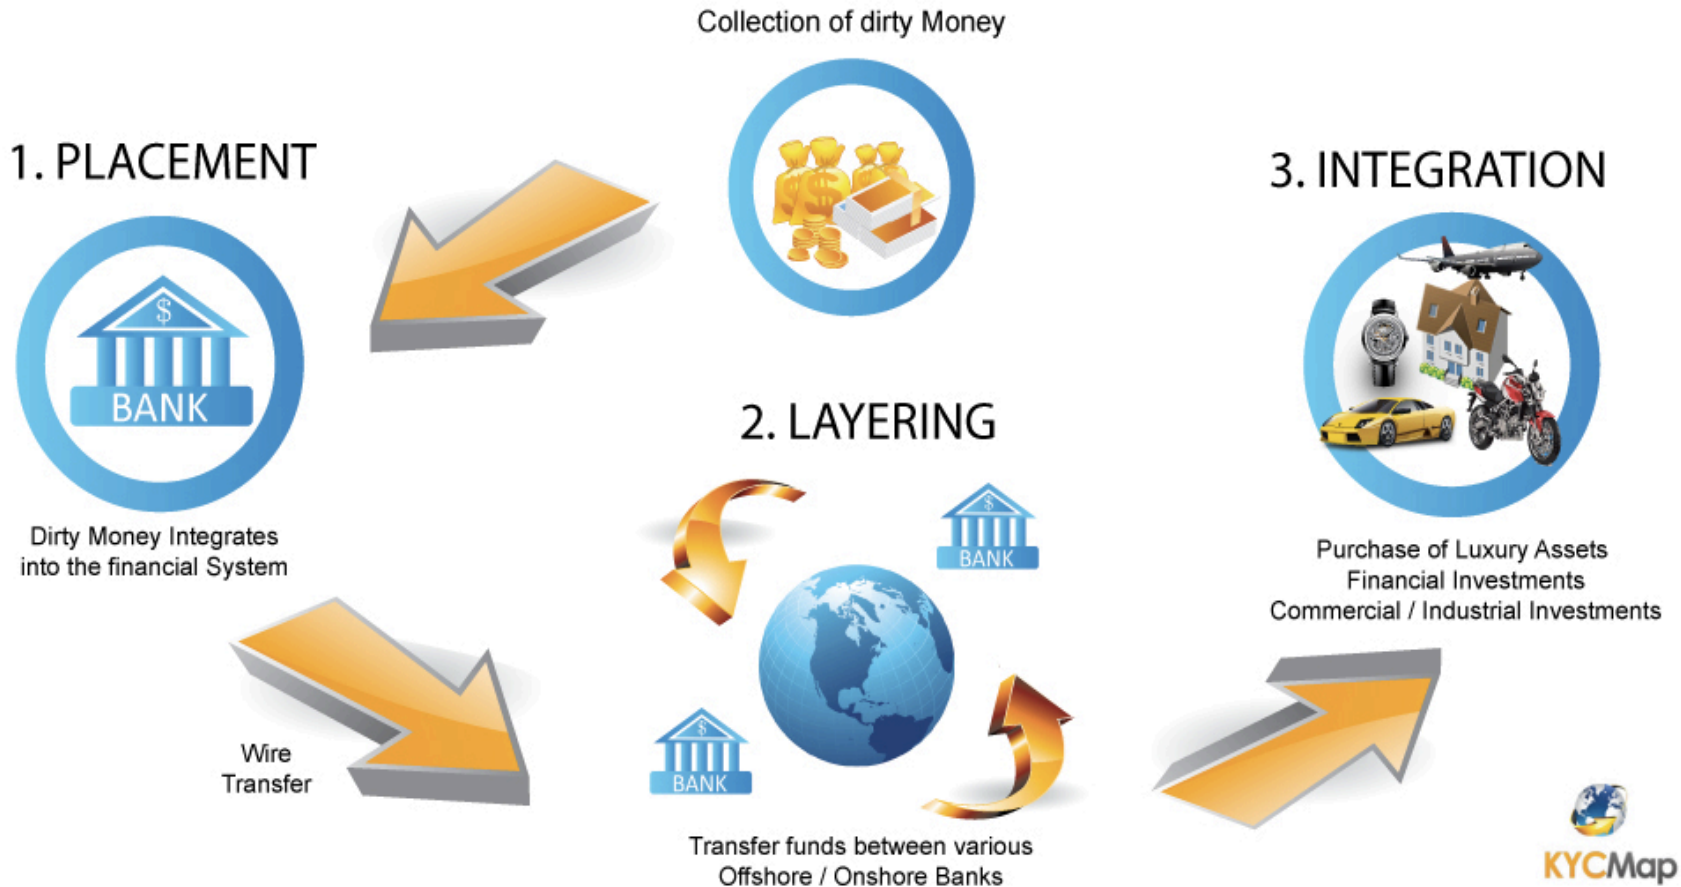 Collection of dirty Money
1. PLACEMENT
$
BANK
Dirty Money Integrates
into the financial System
Wire
Transfer
2. LAYERING
$
BANK
$
BANK
Transfer funds between various
Offshore / Onshore Banks
3. INTEGRATION
Purchase of Luxury Assets
Financial Investments
Commercial / Industrial Investments
KYCMap